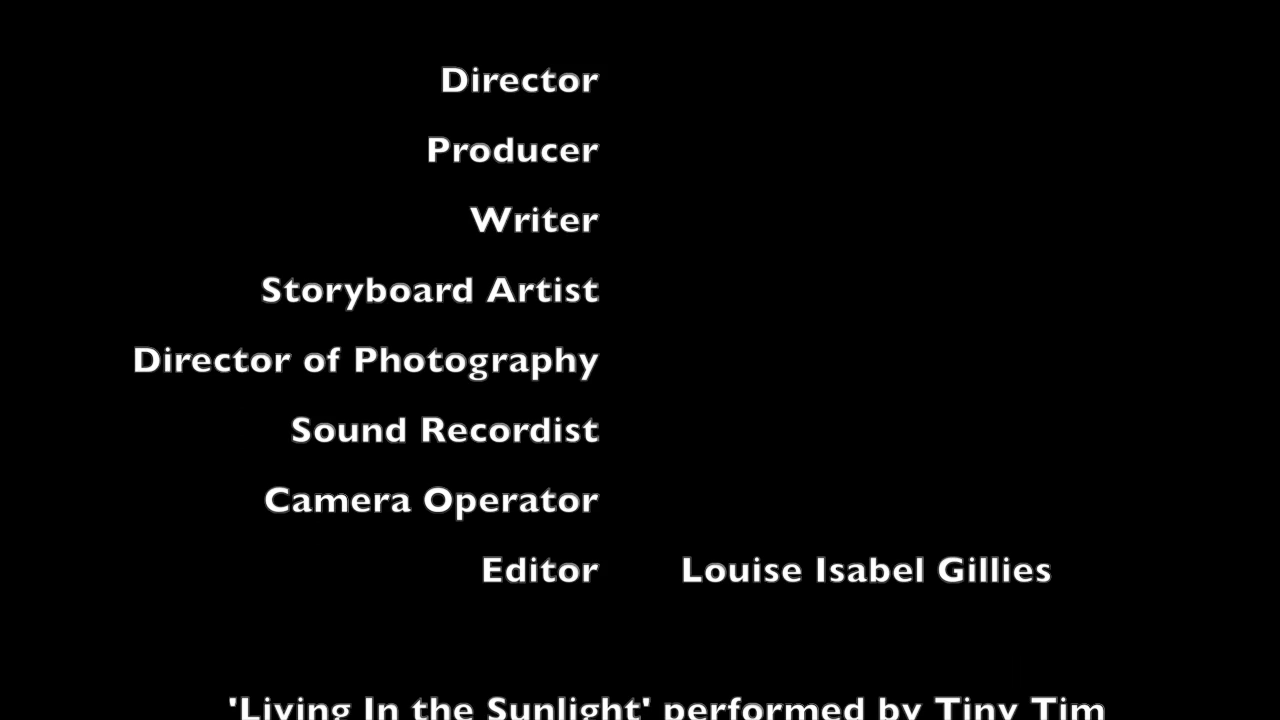 Director
Producer
Writer
Storyboard Artist
Director of Photography
Sound Recordist
Camera Operator
Editor Louise Isabel Gillies
'Living In the Sunlight' performed by Tiny Tim